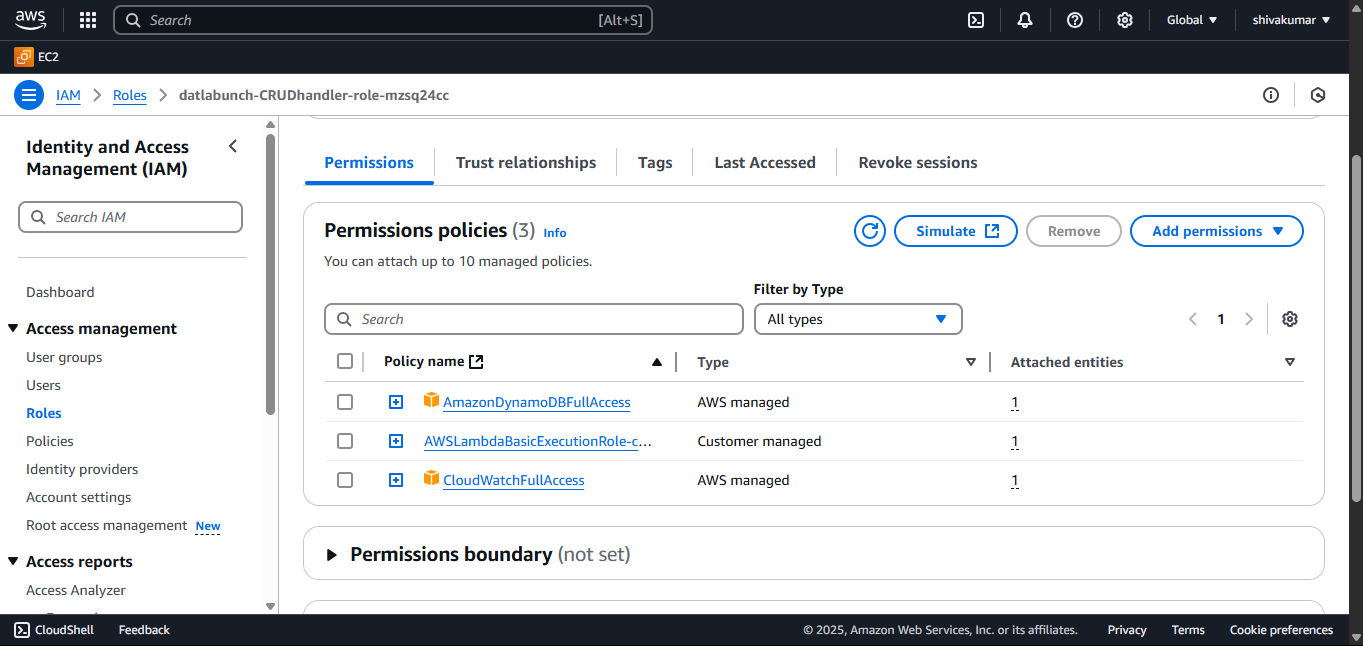 aws
Search [Alt+S]
Global shivakumar
EC2
IAM Roles datlabunch-CRUDhandler-role-mzsq24cc
Identity and Access
Management (IAM)
Search IAM
Dashboard
Access management
User groups
Users
Roles
Policies
Identity providers
Account settings
Root access management New
Access reports
Access Analyzer
Permissions Trust relationships Tags Last Accessed Revoke sessions
Permissions policies (3) Info
Simulate Remove Add permissions
You can attach up to 10 managed policies.
Filter by Type
Search All types 1
Policy name Type Attached entities
AmazonDynamoDBFullAccess AWS managed 1
AWSLambdaBasicExecutionRole-c... Customer managed 1
CloudWatchFullAccess AWS managed 1
Permissions boundary (not set)
CloudShell Feedback © 2025, Amazon Web Services, Inc. or its affiliates. Privacy Terms Cookie preferences